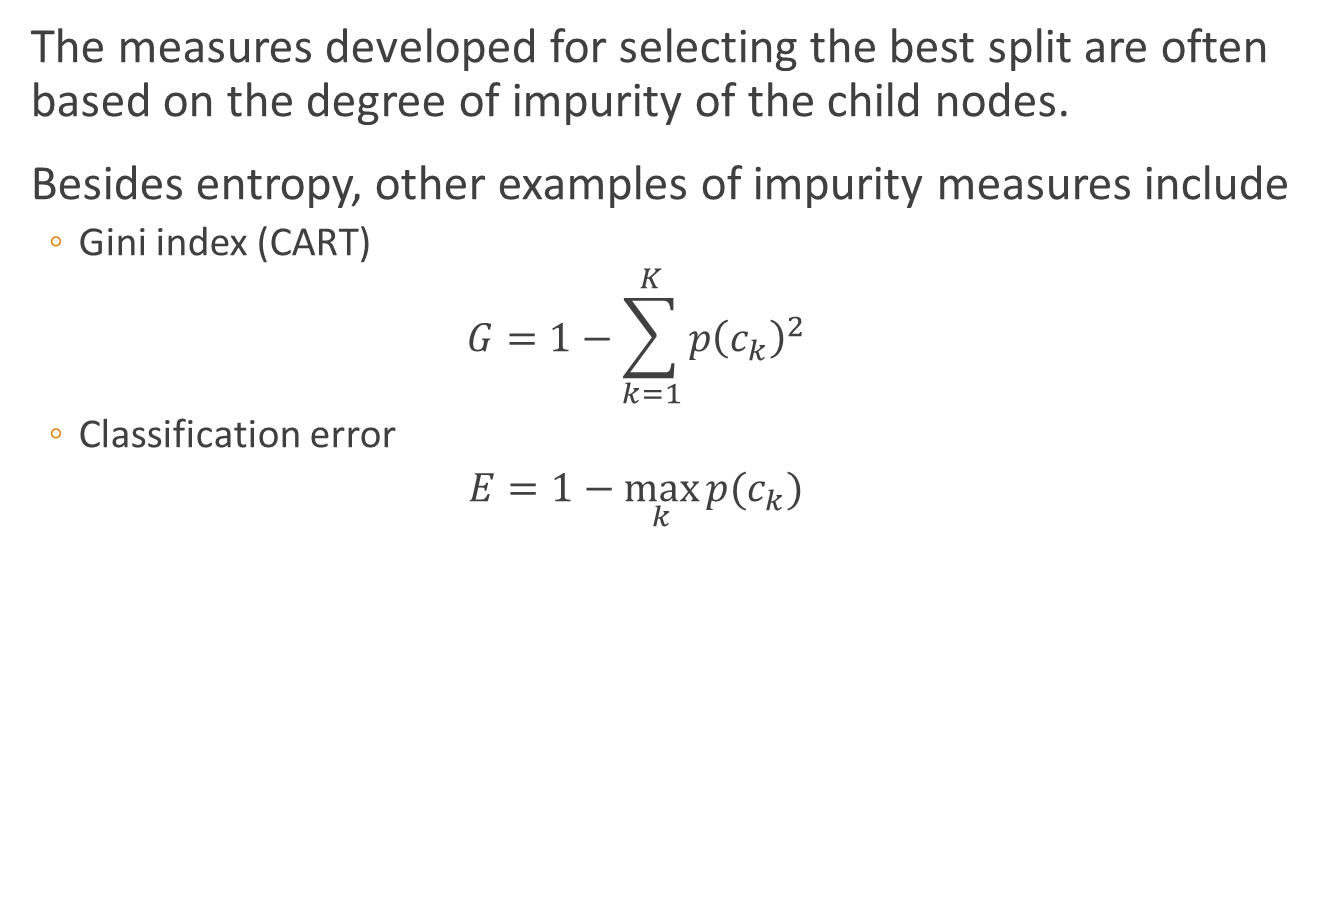 The measures developed for selecting the best split are often
based on the degree of impurity of the child nodes.
Besides entropy, other examples of impurity measures include
◦ Gini index (CART)
G = 1 − ∑_{k=1}^{K} p(c_k)²
◦ Classification error
E = 1 − max_k p(c_k)